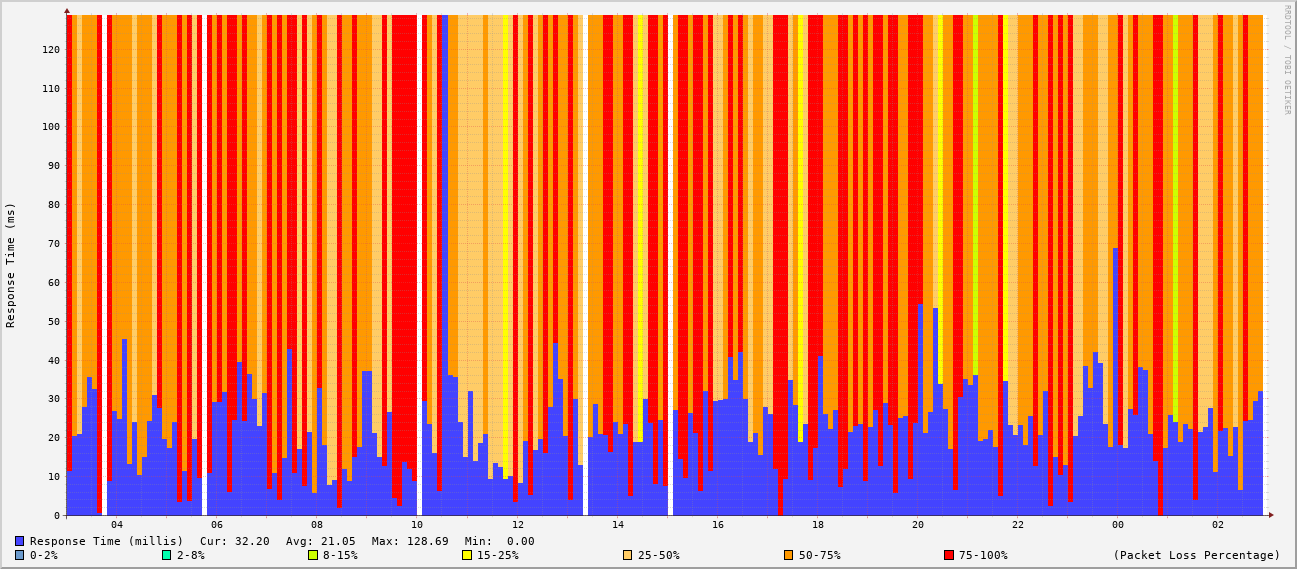 RRDTOOL / TOBI OETIKER
Response Time (ms)
120
110
100
90
80
70
60
50
40
30
20
10
0
04 06 08 10 12 14 16 18 20 22 00 02
Response Time (millis) Cur: 32.20 Avg: 21.05 Max: 128.69 Min: 0.00
0-2% 2-8% 8-15% 15-25% 25-50% 50-75% 75-100% (Packet Loss Percentage)